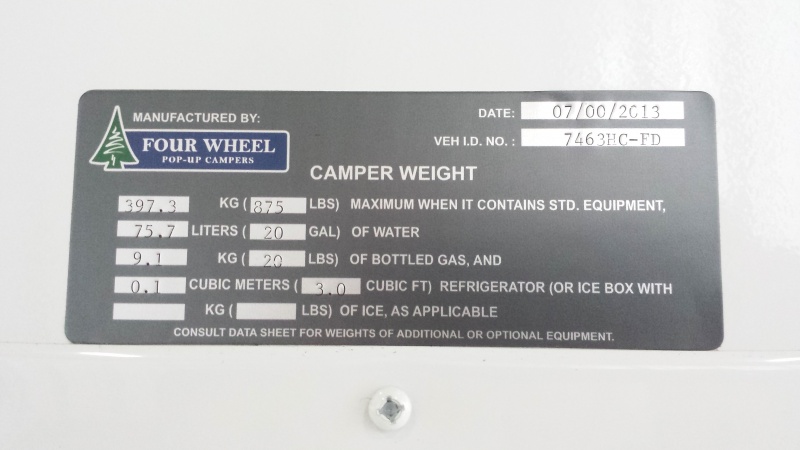 MANUFACTURED BY:
FOUR WHEEL
POP-UP CAMPERS
DATE: 07/00/2013
VEH I.D. NO.: 7463HC-FD
CAMPER WEIGHT
397.3 KG (875 LBS) MAXIMUM WHEN IT CONTAINS STD. EQUIPMENT,
75.7 LITERS (20 GAL) OF WATER
9.1 KG (20 LBS) OF BOTTLED GAS, AND
0.1 CUBIC METERS (3.0 CUBIC FT) REFRIGERATOR (OR ICE BOX WITH
KG ( LBS) OF ICE, AS APPLICABLE
CONSULT DATA SHEET FOR WEIGHTS OF ADDITIONAL OR OPTIONAL EQUIPMENT.